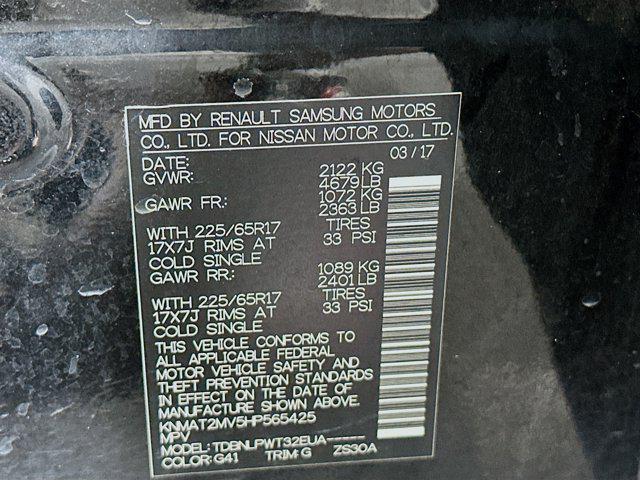 MFD BY RENAULT SAMSUNG MOTORS
CO., LTD. FOR NISSAN MOTOR CO., LTD.
DATE: 03/17
GVWR: 2122 KG
4679 LB
GAWR FR: 1072 KG
2363 LB
WITH 225/65R17 TIRES
17X7J RIMS AT 33 PSI
COLD SINGLE
GAWR RR: 1089 KG
2401 LB
WITH 225/65R17 TIRES
17X7J RIMS AT 33 PSI
COLD SINGLE
THIS VEHICLE CONFORMS TO
ALL APPLICABLE FEDERAL
MOTOR VEHICLE SAFETY AND
THEFT PREVENTION STANDARDS
IN EFFECT ON THE DATE OF
MANUFACTURE SHOWN ABOVE.
KNMAT2MV5HP565425
MPV
MODEL: TDBNLPWT32EUA------
COLOR: G41 TRIM: G ZS30A